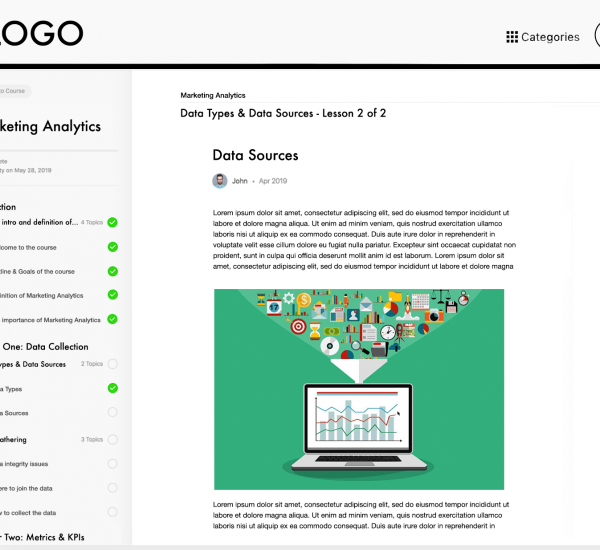 LOGO
Categories
to Course
keting Analytics
ete
ty on May 28, 2019
ction
intro and definition of... 4 Topics
lcome to the course
tline & Goals of the course
inition of Marketing Analytics
importance of Marketing Analytics
One: Data Collection
ypes & Data Sources 2 Topics
a Types
a Sources
athering 3 Topics
a integrity issues
ere to join the data
w to collect the data
r Two: Metrics & KPIs
Marketing Analytics
Data Types & Data Sources - Lesson 2 of 2
Data Sources
John • Apr 2019
Lorem ipsum dolor sit amet, consectetur adipiscing elit, sed do eiusmod tempor incididunt ut
labore et dolore magna aliqua. Ut enim ad minim veniam, quis nostrud exercitation ullamco
laboris nisi ut aliquip ex ea commodo consequat. Duis aute irure dolor in reprehenderit in
voluptate velit esse cillum dolore eu fugiat nulla pariatur. Excepteur sint occaecat cupidatat non
proident, sunt in culpa qui officia deserunt mollit anim id est laborum. Lorem ipsum dolor sit
amet, consectetur adipiscing elit, sed do eiusmod tempor incididunt ut labore et dolore magna
17
Lorem ipsum dolor sit amet, consectetur adipiscing elit, sed do eiusmod tempor incididunt ut
labore et dolore magna aliqua. Ut enim ad minim veniam, quis nostrud exercitation ullamco
laboris nisi ut aliquip ex ea commodo consequat. Duis aute irure dolor in reprehenderit in